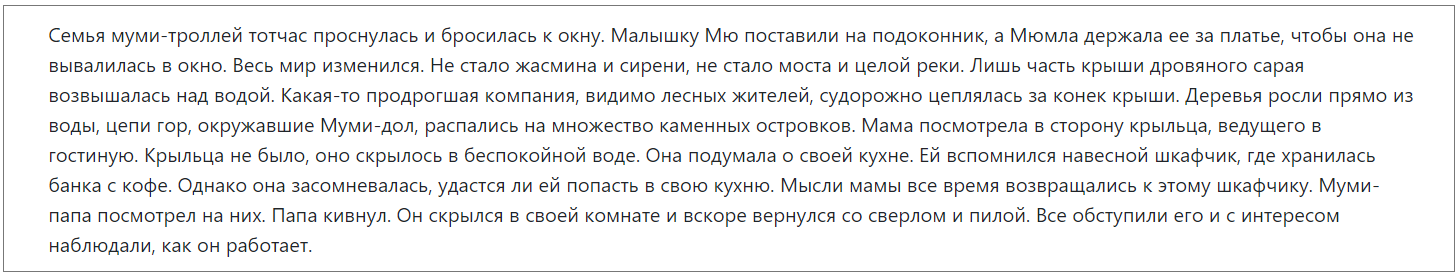 Семья муми-троллей тотчас проснулась и бросилась к окну. Малышку Мю поставили на подоконник, а Мюмла держала ее за платье, чтобы она не
вывалилась в окно. Весь мир изменился. Не стало жасмина и сирени, не стало моста и целой реки. Лишь часть крыши дровяного сарая
возвышалась над водой. Какая-то продрогшая компания, видимо лесных жителей, судорожно цеплялась за конек крыши. Деревья росли прямо из
воды, цепи гор, окружавшие Муми-дол, распались на множество каменных островков. Мама посмотрела в сторону крыльца, ведущего в
гостиную. Крыльца не было, оно скрылось в беспокойной воде. Она подумала о своей кухне. Ей вспомнился навесной шкафчик, где хранилась
банка с кофе. Однако она засомневалась, удастся ли ей попасть в свою кухню. Мысли мамы все время возвращались к этому шкафчику. Муми-
папа посмотрел на них. Папа кивнул. Он скрылся в своей комнате и вскоре вернулся со сверлом и пилой. Все обступили его и с интересом
наблюдали, как он работает.